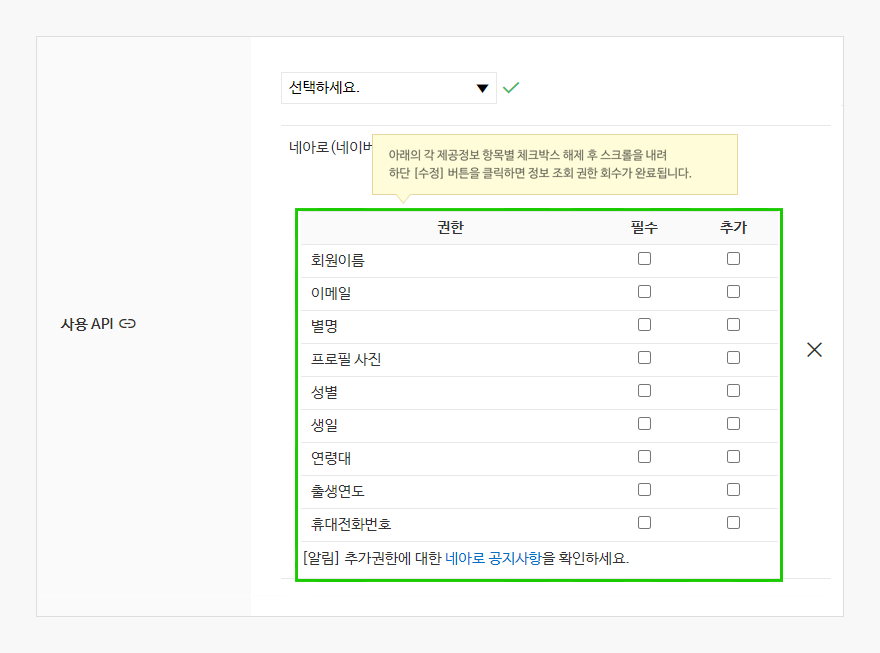 선택하세요.
네아로(네이버
아래의 각 제공정보 항목별 체크박스 해제 후 스크롤을 내려
하단 [수정] 버튼을 클릭하면 정보 조회 권한 회수가 완료됩니다.
권한 필수 추가
회원이름
이메일
별명
사용 API
프로필 사진
성별
생일
연령대
출생연도
휴대전화번호
[알림] 추가권한에 대한 네아로 공지사항을 확인하세요.